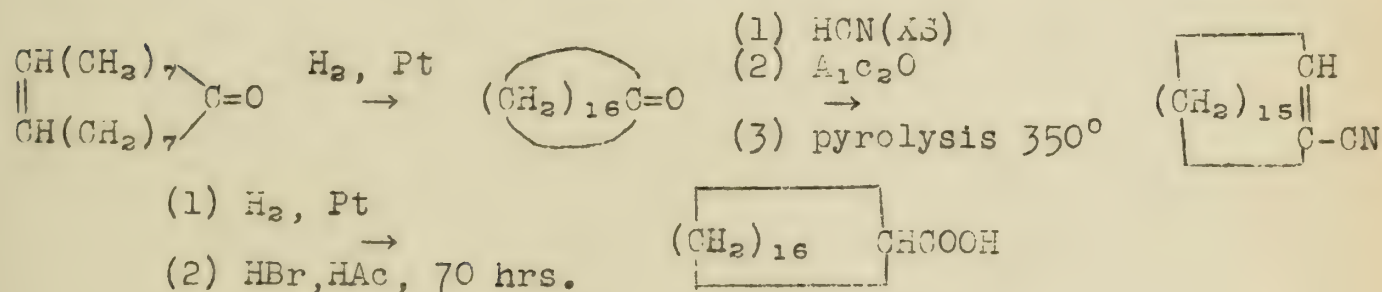 (1) HCN(XS)
CH(CH₂)₇ H₂, Pt (2) A₁c₂O CH
|| C=O → (CH₂)₁₆C=O → (CH₂)₁₅ ||
CH(CH₂)₇ (3) pyrolysis 350° C-CN
(1) H₂, Pt
→ (CH₂)₁₆ CHCOOH
(2) HBr,HAc, 70 hrs.